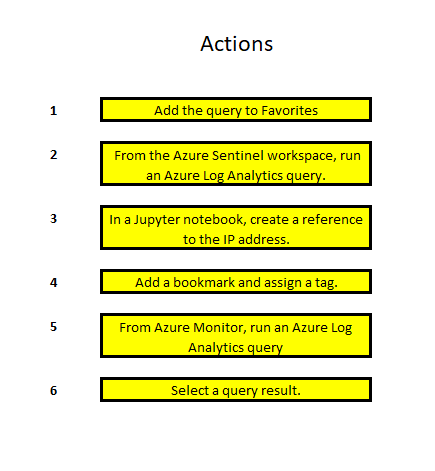 Actions
1 Add the query to Favorites
2 From the Azure Sentinel workspace, run
an Azure Log Analytics query.
3 In a Jupyter notebook, create a reference
to the IP address.
4 Add a bookmark and assign a tag.
5 From Azure Monitor, run an Azure Log
Analytics query
6 Select a query result.